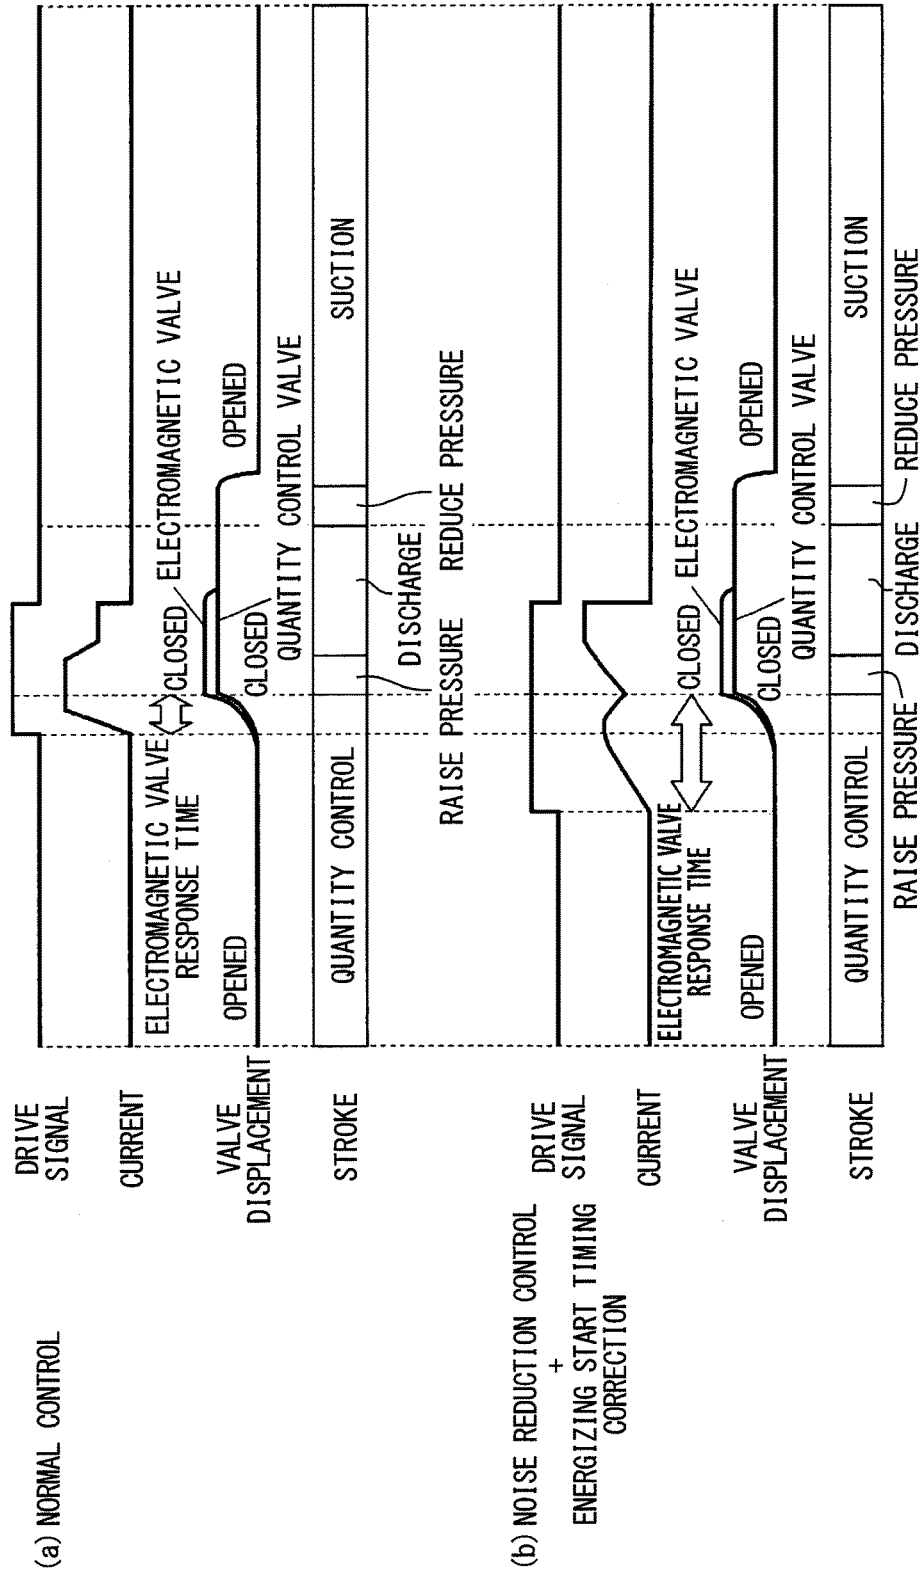 (a) NORMAL CONTROL
DRIVE
SIGNAL
CURRENT
ELECTROMAGNETIC VALVE
RESPONSE TIME
CLOSED
ELECTROMAGNETIC VALVE
VALVE
DISPLACEMENT
OPENED
CLOSED
QUANTITY CONTROL VALVE
OPENED
STROKE
QUANTITY CONTROL
SUCTION
RAISE PRESSURE
DISCHARGE
REDUCE PRESSURE
(b) NOISE REDUCTION CONTROL
+
ENERGIZING START TIMING
CORRECTION
DRIVE
SIGNAL
CURRENT
ELECTROMAGNETIC VALVE
RESPONSE TIME
CLOSED
ELECTROMAGNETIC VALVE
VALVE
DISPLACEMENT
OPENED
CLOSED
QUANTITY CONTROL VALVE
OPENED
STROKE
QUANTITY CONTROL
SUCTION
RAISE PRESSURE
DISCHARGE
REDUCE PRESSURE